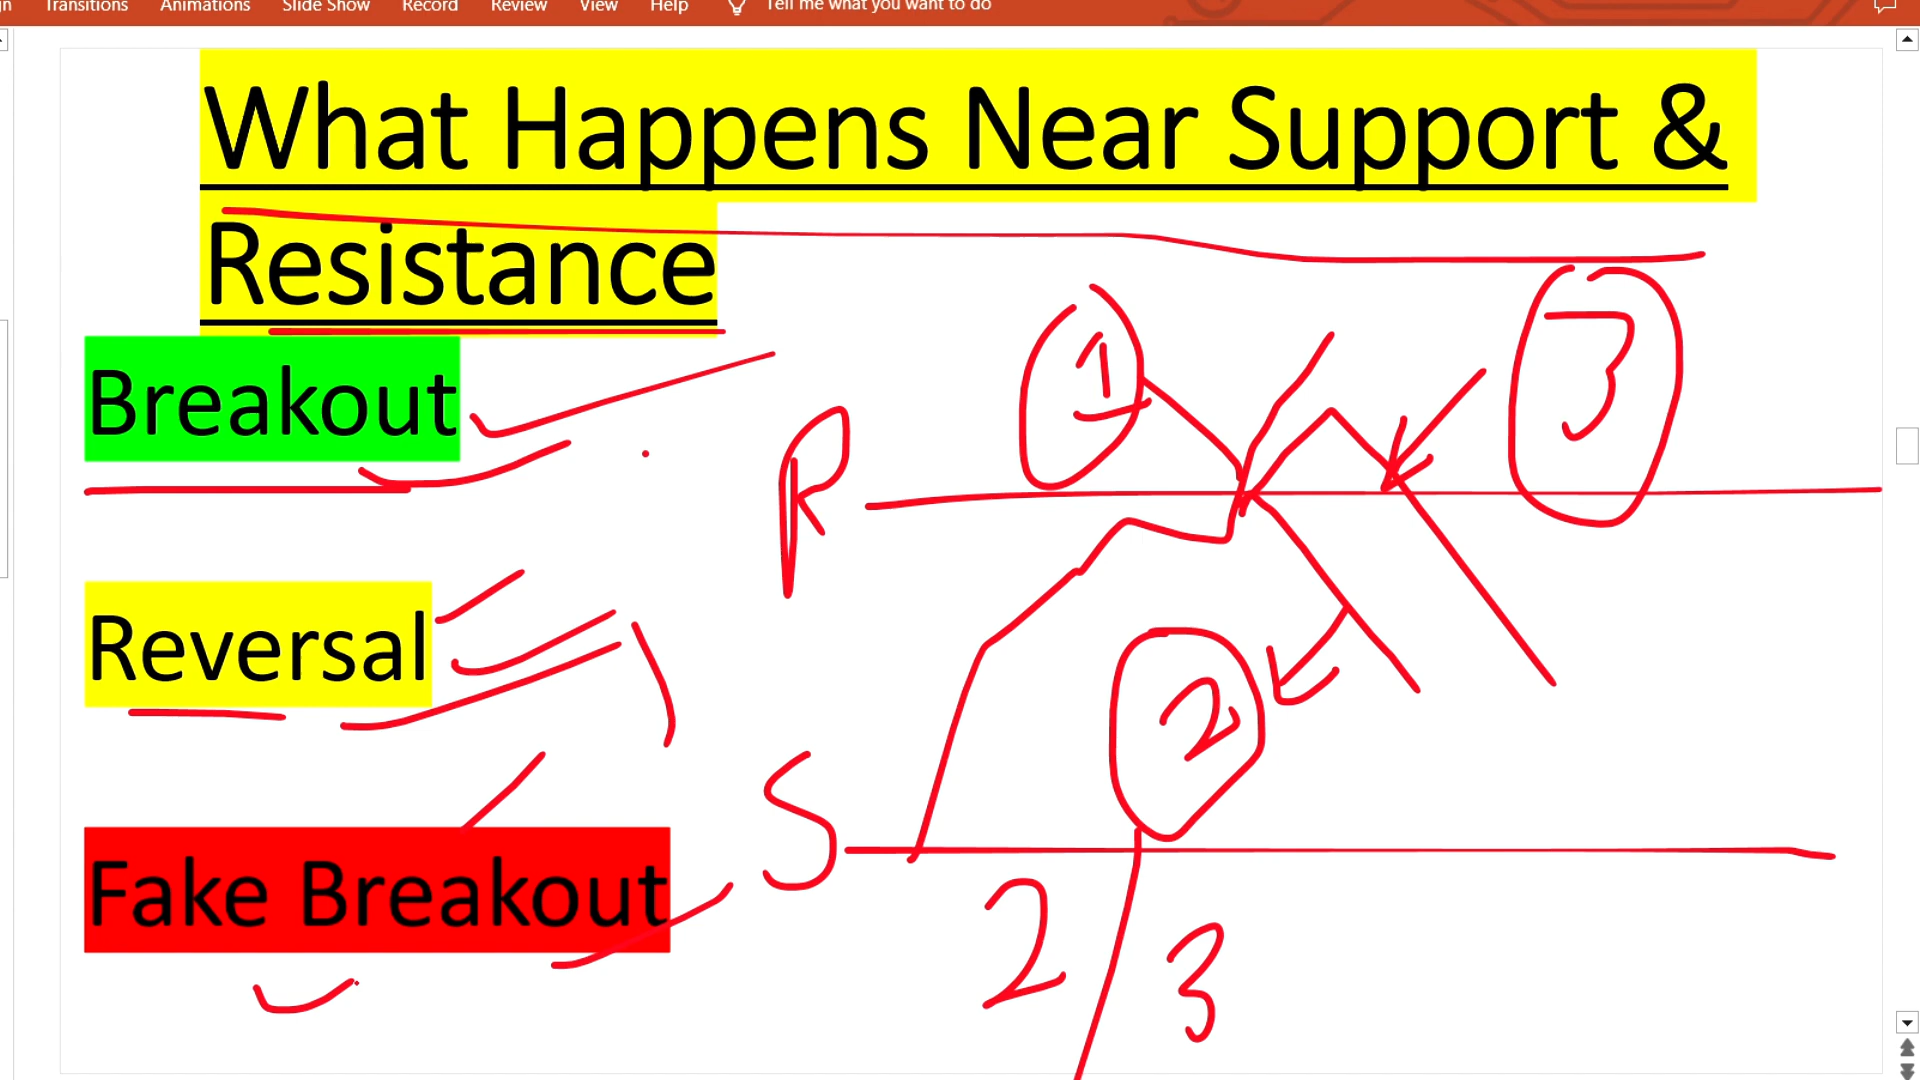 Transitions Animations Slide Show Record Review View Help Tell me what you want to do
What Happens Near Support &
Resistance
Breakout
Reversal
Fake Breakout
R
1
3
2
S
2 3